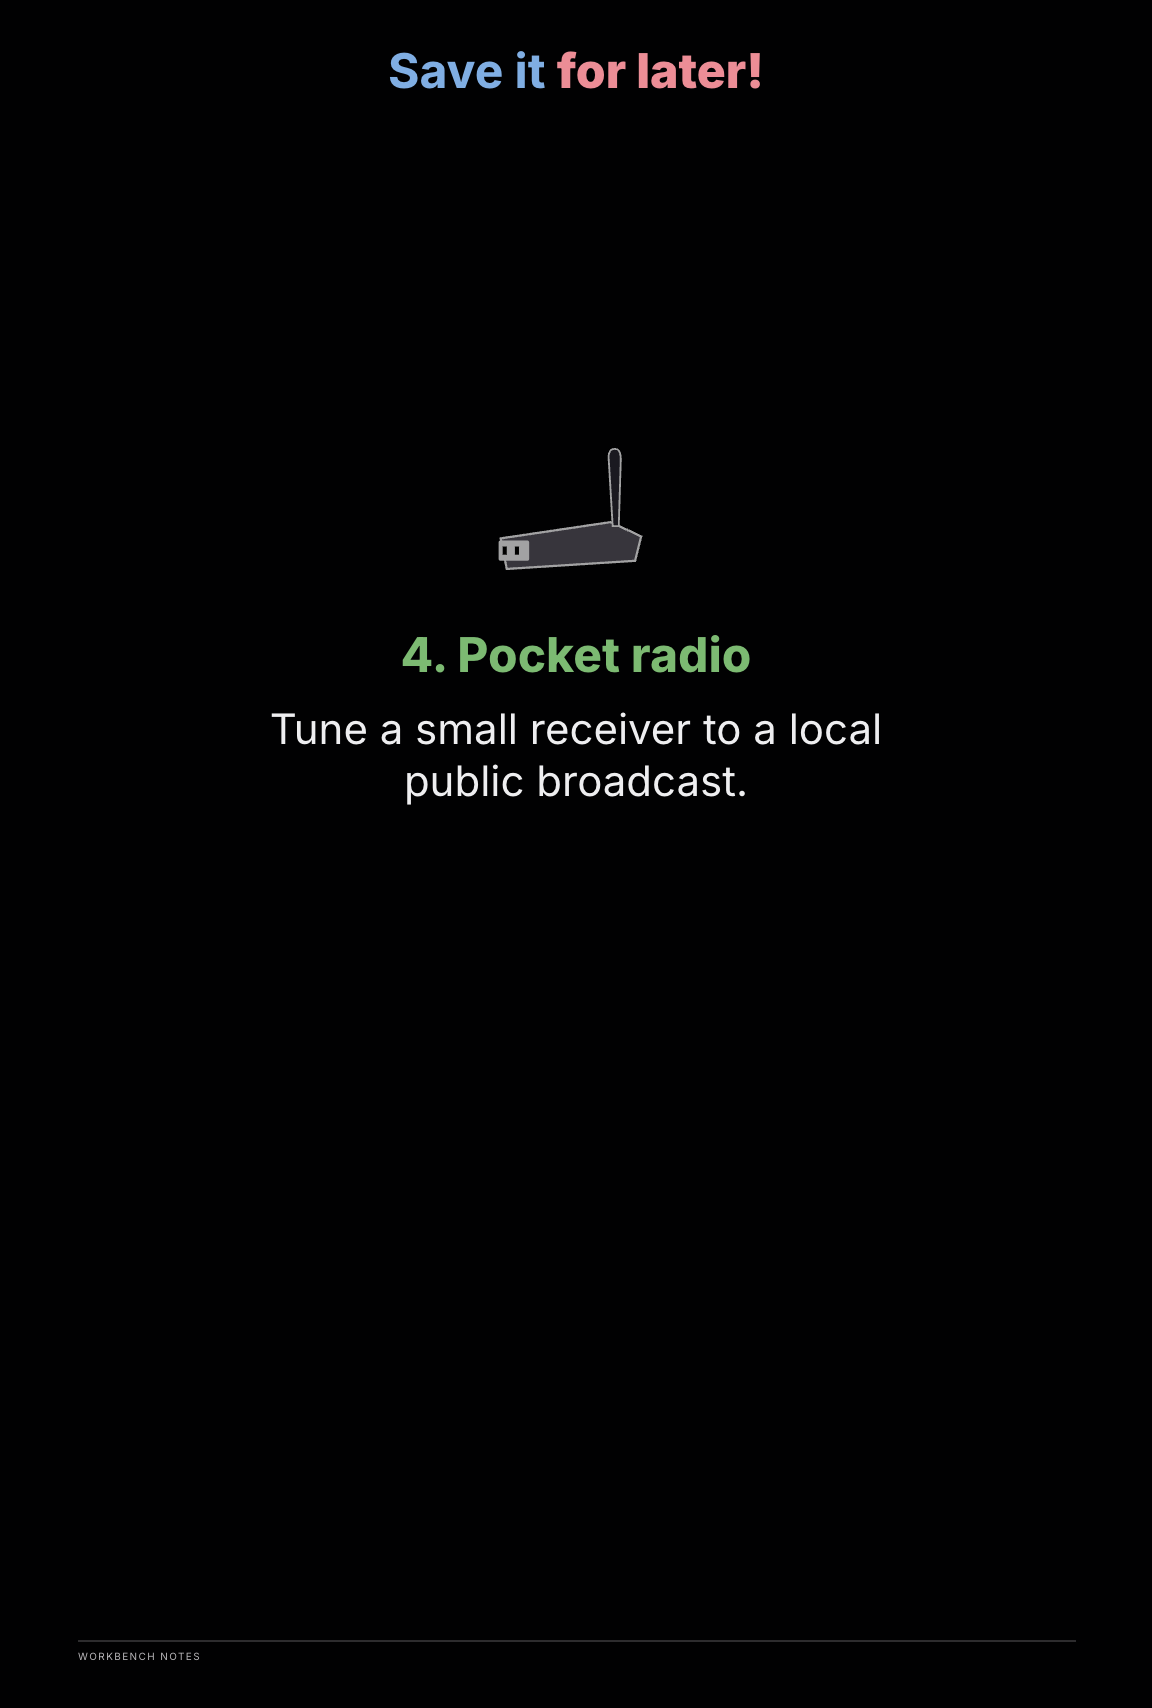 Save it for later!
4. Pocket radio
Tune a small receiver to a local
public broadcast.
WORKBENCH NOTES